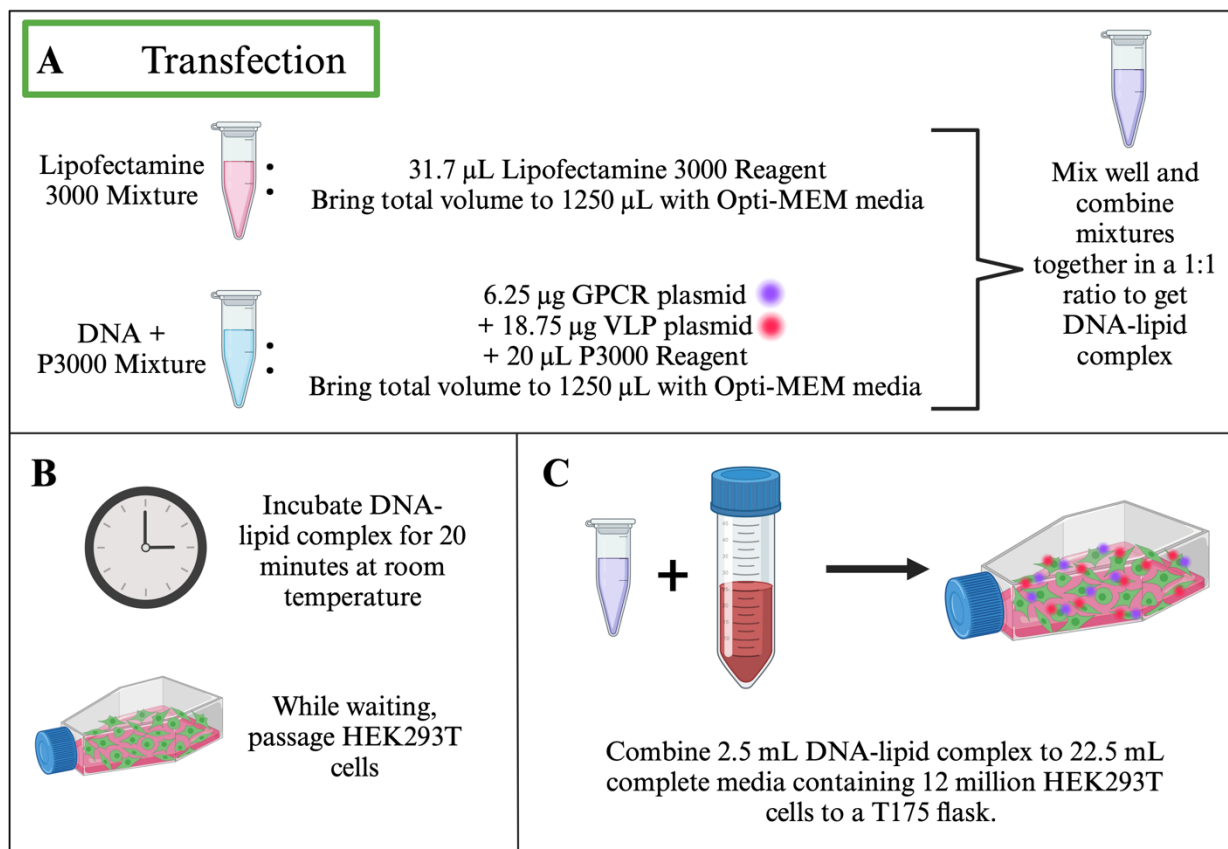 A Transfection
Lipofectamine
3000 Mixture
:
31.7 µL Lipofectamine 3000 Reagent
Bring total volume to 1250 µL with Opti-MEM media
DNA +
P3000 Mixture
:
6.25 µg GPCR plasmid
+ 18.75 µg VLP plasmid
+ 20 µL P3000 Reagent
Bring total volume to 1250 µL with Opti-MEM media
Mix well and
combine
mixtures
together in a 1:1
ratio to get
DNA-lipid
complex
B
Incubate DNA-
lipid complex for 20
minutes at room
temperature
While waiting,
passage HEK293T
cells
C
+
Combine 2.5 mL DNA-lipid complex to 22.5 mL
complete media containing 12 million HEK293T
cells to a T175 flask.